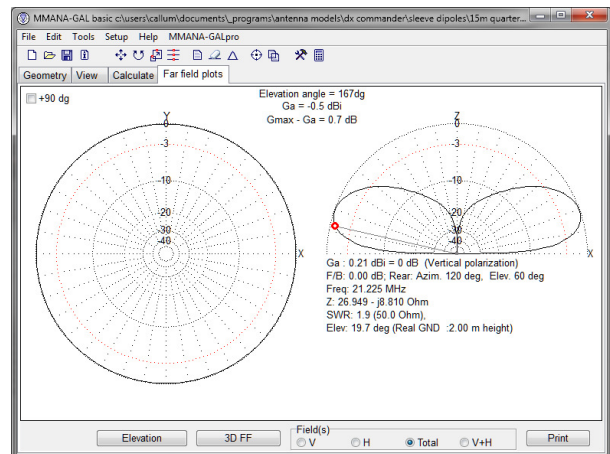 MMANA-GAL basic c:\users\callum\documents\_programs\antenna models\dx commander\sleeve dipoles\15m quarter...
File Edit Tools Setup Help MMANA-GALpro
Geometry View Calculate Far field plots
+90 dg
Elevation angle = 167dg
Ga = -0.5 dBi
Gmax - Ga = 0.7 dB
Y
0
-3
-10
-20
-30
-40
X
Z
0
-3
-10
-20
-30
-40
X
Ga : 0.21 dBi = 0 dB (Vertical polarization)
F/B: 0.00 dB; Rear: Azim. 120 deg, Elev. 60 deg
Freq: 21.225 MHz
Z: 26.949 - j8.810 Ohm
SWR: 1.9 (50.0 Ohm),
Elev: 19.7 deg (Real GND :2.00 m height)
Elevation 3D FF
Field(s)
V H Total V+H
Print